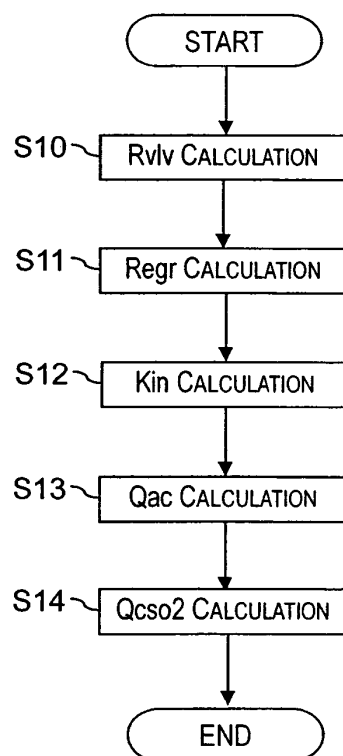 START
S10 Rvlv CALCULATION
S11 Regr CALCULATION
S12 Kin CALCULATION
S13 Qac CALCULATION
S14 Qcso2 CALCULATION
END